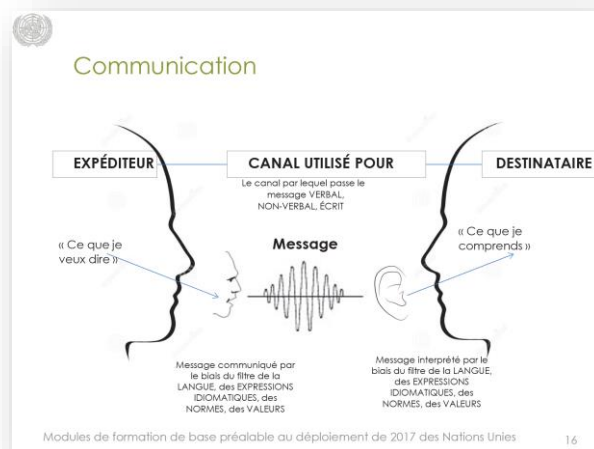 Communication
EXPÉDITEUR
CANAL UTILISÉ POUR
DESTINATAIRE
Le canal par lequel passe le
message VERBAL,
NON-VERBAL, ÉCRIT
« Ce que je
veux dire »
Message
« Ce que je
comprends »
Message communiqué par
le biais du filtre de la
LANGUE, des EXPRESSIONS
IDIOMATIQUES, des
NORMES, des VALEURS
Message interprété par le
biais du filtre de la LANGUE,
des EXPRESSIONS
IDIOMATIQUES, des
NORMES, des VALEURS
Modules de formation de base préalable au déploiement de 2017 des Nations Unies
16